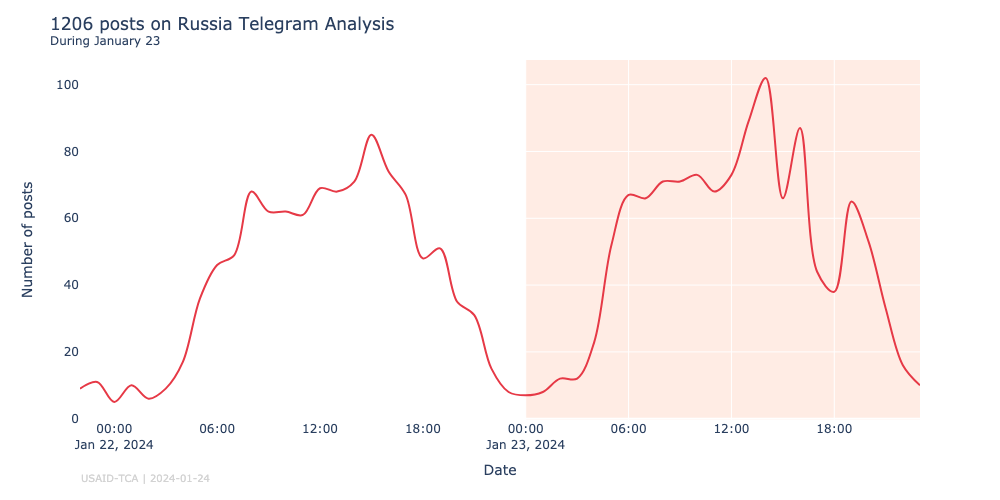 1206 posts on Russia Telegram Analysis
During January 23
Number of posts
100
80
60
40
20
0
00:00 06:00 12:00 18:00 00:00 06:00 12:00 18:00
Jan 22, 2024 Jan 23, 2024
Date
USAID-TCA | 2024-01-24